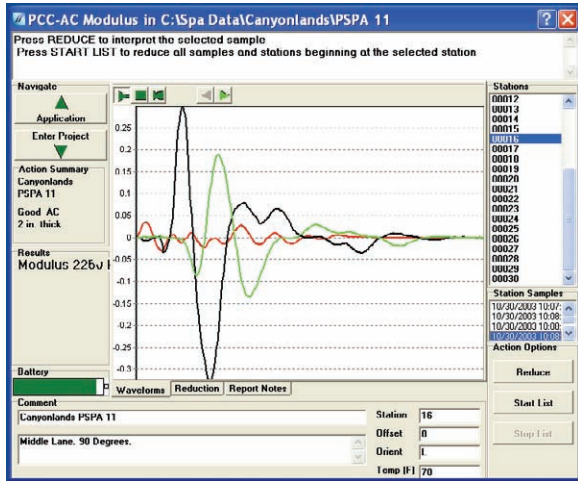 PCC-AC Modulus in C:\Spa Data\Canyonlands\PSPA 11
Press REDUCE to interpret the selected sample
Press START LIST to reduce all samples and stations beginning at the selected station
Navigate
Application
Enter Project
Action Summary
Canyonlands
PSPA 11
Good AC
2 in. thick
Results
Modulus
Battery
0.25
0.2
0.15
0.1
0.05
0
-0.05
-0.1
-0.15
-0.2
-0.25
-0.3
Waveforms
Reduction
Report Notes
Stations
00012
00013
00014
00015
00016
00017
00018
00019
00020
00021
00022
00023
00024
00025
00026
00027
00028
00029
00030
Station Samples
10/30/2003 10:07:
10/30/2003 10:08:
10/30/2003
10/30/2003 10:08
Action Options
Reduce
Start List
Stop List
Comment
Canyonlands PSPA 11
Middle Lane. 90 Degrees.
Station 16
Offset
Orient L
Temp (F) 70